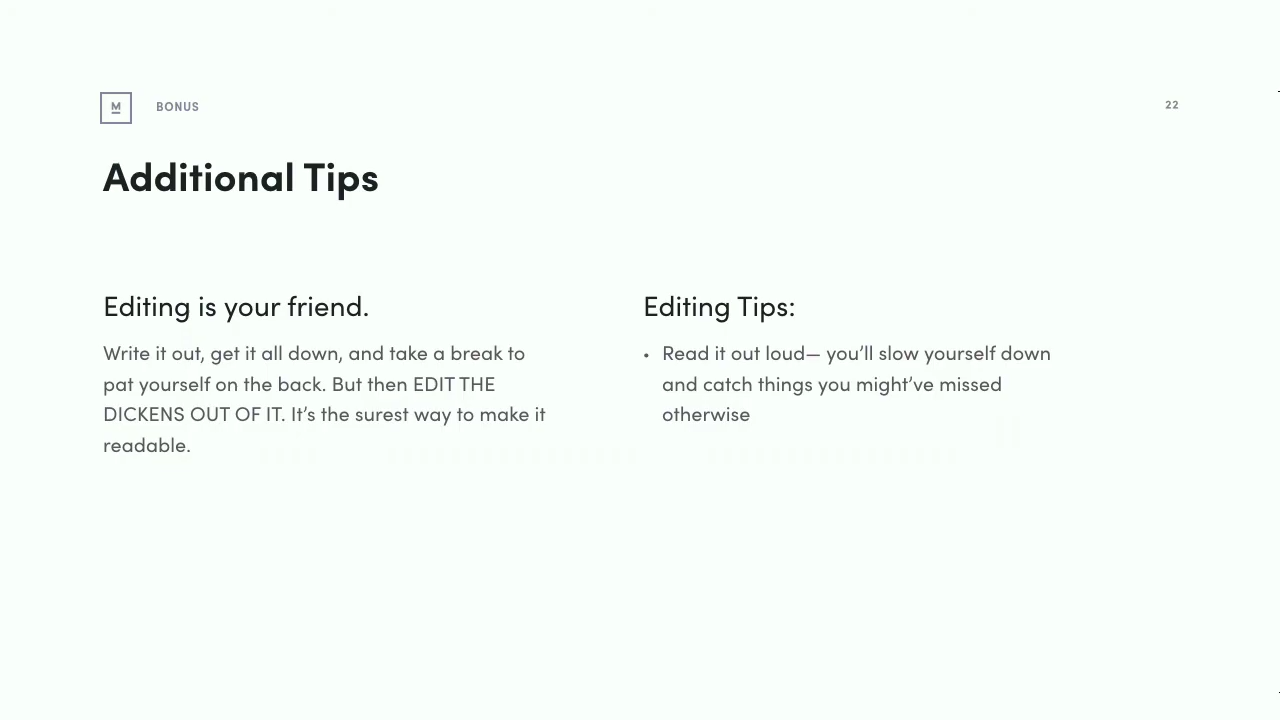 M
BONUS
22
Additional Tips
Editing is your friend.
Write it out, get it all down, and take a break to
pat yourself on the back. But then EDIT THE
DICKENS OUT OF IT. It’s the surest way to make it
readable.
Editing Tips:
• Read it out loud— you’ll slow yourself down
and catch things you might’ve missed
otherwise